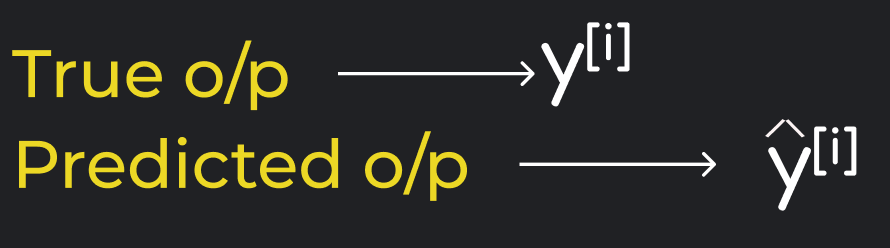 True o/p → y[i]
Predicted o/p → ŷ[i]